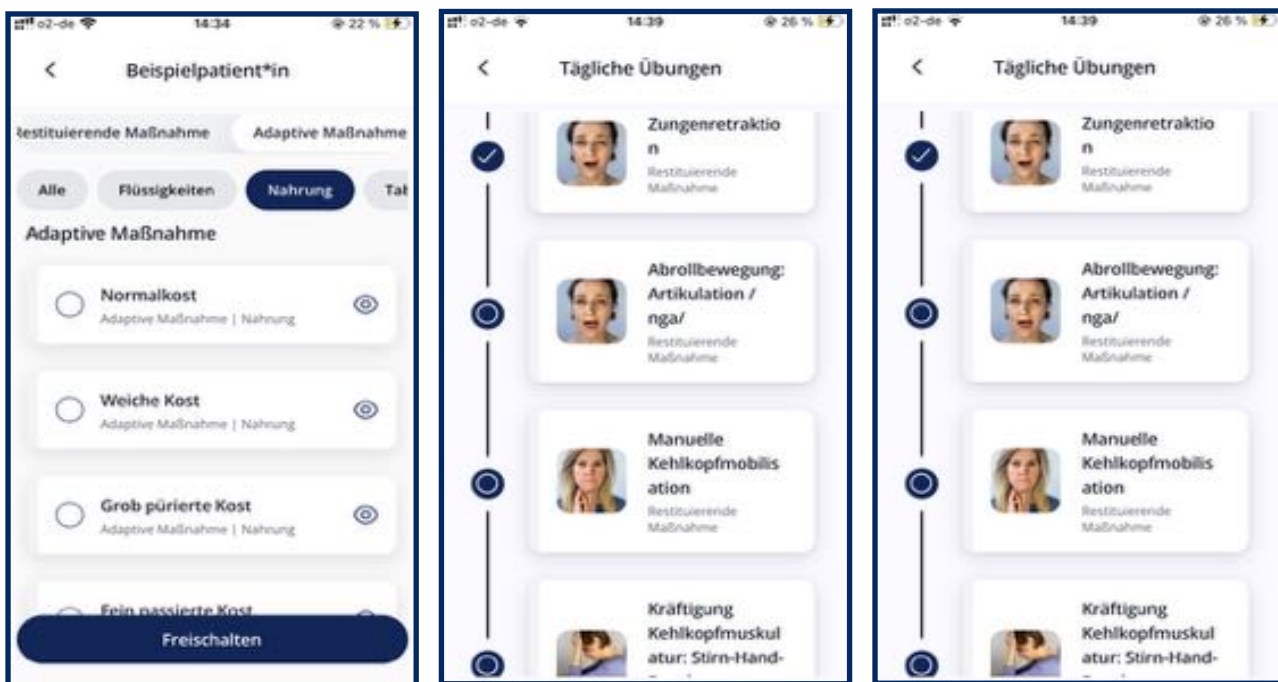 o2-de 14:34 22 %
Beispielpatient*in
Restituierende Maßnahme Adaptive Maßnahme
Alle Flüssigkeiten Nahrung Tab
Adaptive Maßnahme
Normalkost
Adaptive Maßnahme | Nahrung
Weiche Kost
Adaptive Maßnahme | Nahrung
Grob pürierte Kost
Adaptive Maßnahme | Nahrung
Fein passierte Kost
Freischalten
o2-de 14:39 26 %
Tägliche Übungen
Zungenretraktio
n
Restituierende
Maßnahme
Abrollbewegung:
Artikulation /
nga/
Restituierende
Maßnahme
Manuelle
Kehlkopfmobilis
ation
Restituierende
Maßnahme
Kräftigung
Kehlkopfmuskul
atur: Stirn-Hand-
o2-de 14:39 26 %
Tägliche Übungen
Zungenretraktio
n
Restituierende
Maßnahme
Abrollbewegung:
Artikulation /
nga/
Restituierende
Maßnahme
Manuelle
Kehlkopfmobilis
ation
Restituierende
Maßnahme
Kräftigung
Kehlkopfmuskul
atur: Stirn-Hand-